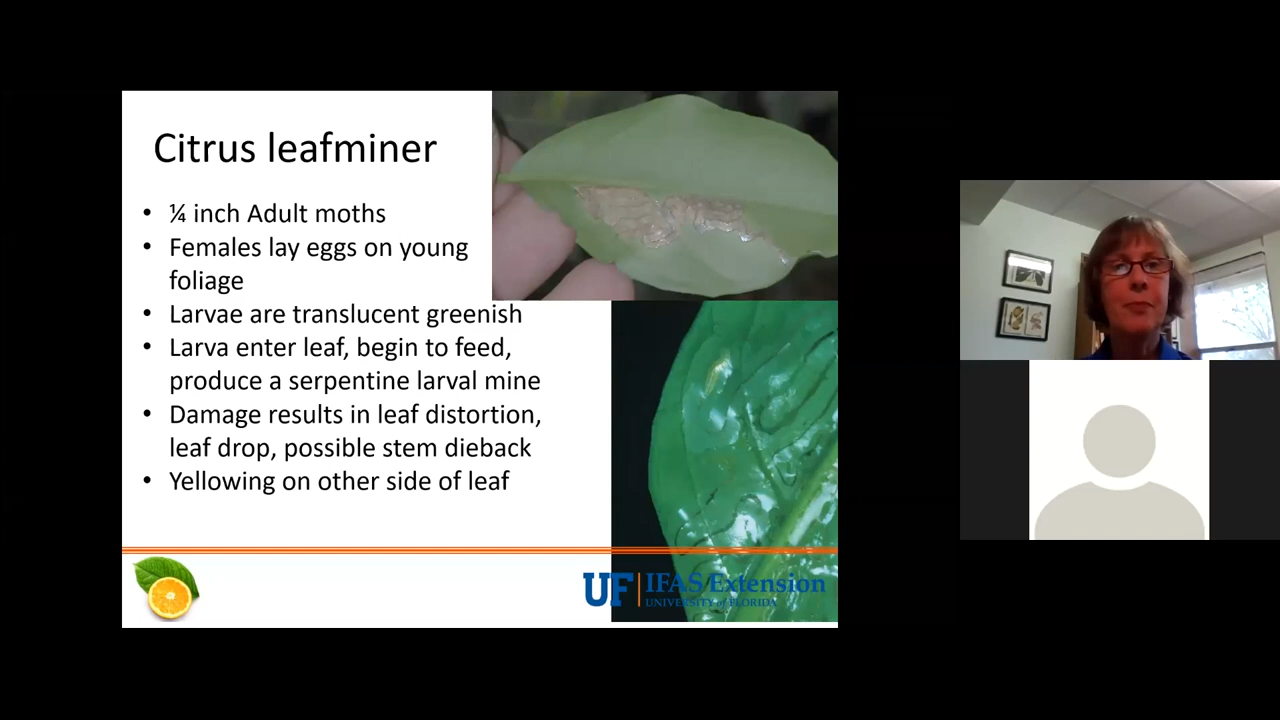 Citrus leafminer
• ¼ inch Adult moths
• Females lay eggs on young
foliage
• Larvae are translucent greenish
• Larva enter leaf, begin to feed,
produce a serpentine larval mine
• Damage results in leaf distortion,
leaf drop, possible stem dieback
• Yellowing on other side of leaf
UF IFAS Extension
UNIVERSITY of FLORIDA